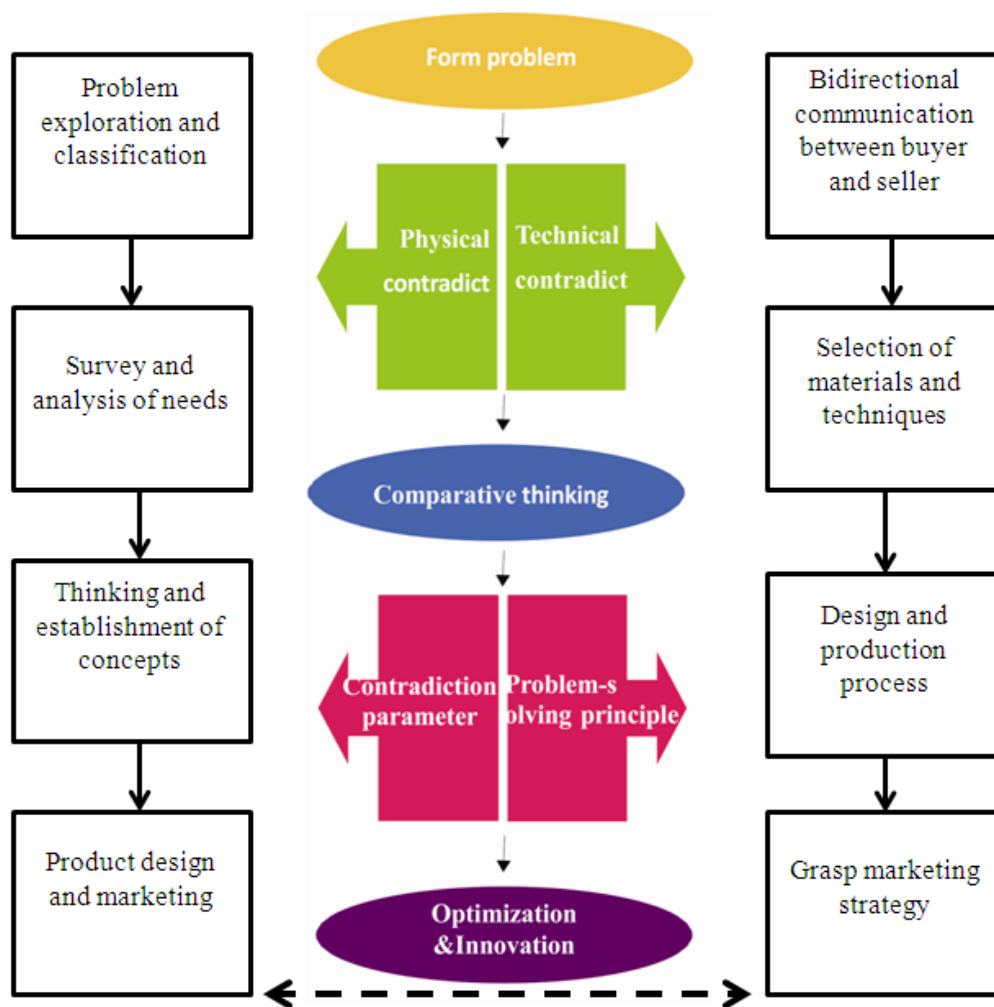 Problem
exploration and
classification
Survey and
analysis of needs
Thinking and
establishment of
concepts
Product design
and marketing
Form problem
Physical
contradict
Technical
contradict
Comparative thinking
Contradiction
parameter
Problem-s
olving principle
Optimization
&Innovation
Bidirectional
communication
between buyer
and seller
Selection of
materials and
techniques
Design and
production
process
Grasp marketing
strategy